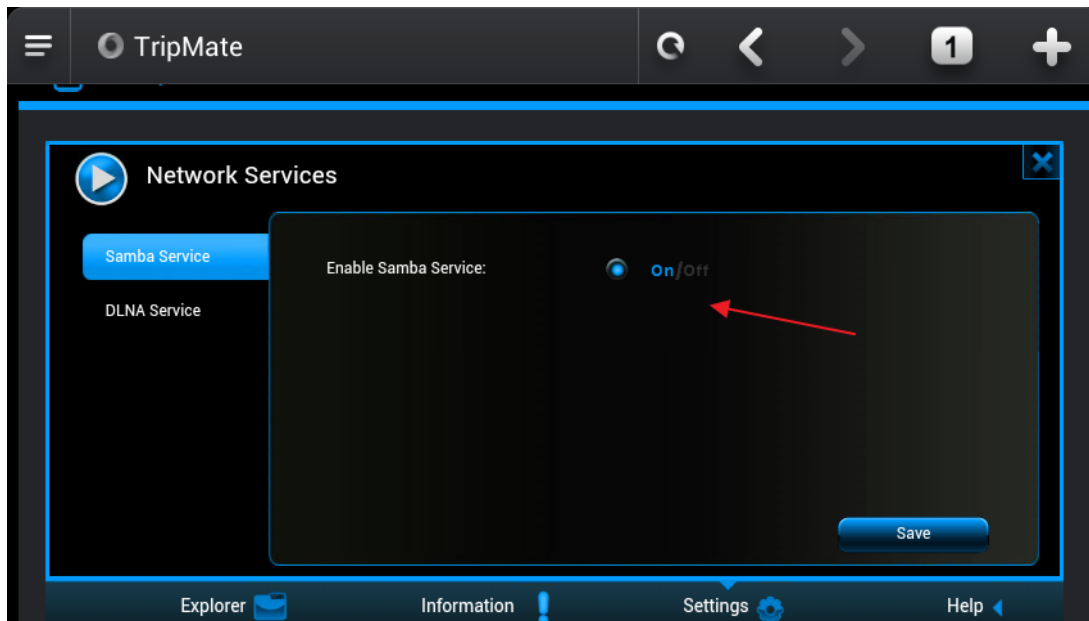 TripMate
1
Network Services
Samba Service
Enable Samba Service:
On/Off
DLNA Service
Save
Explorer
Information
Settings
Help